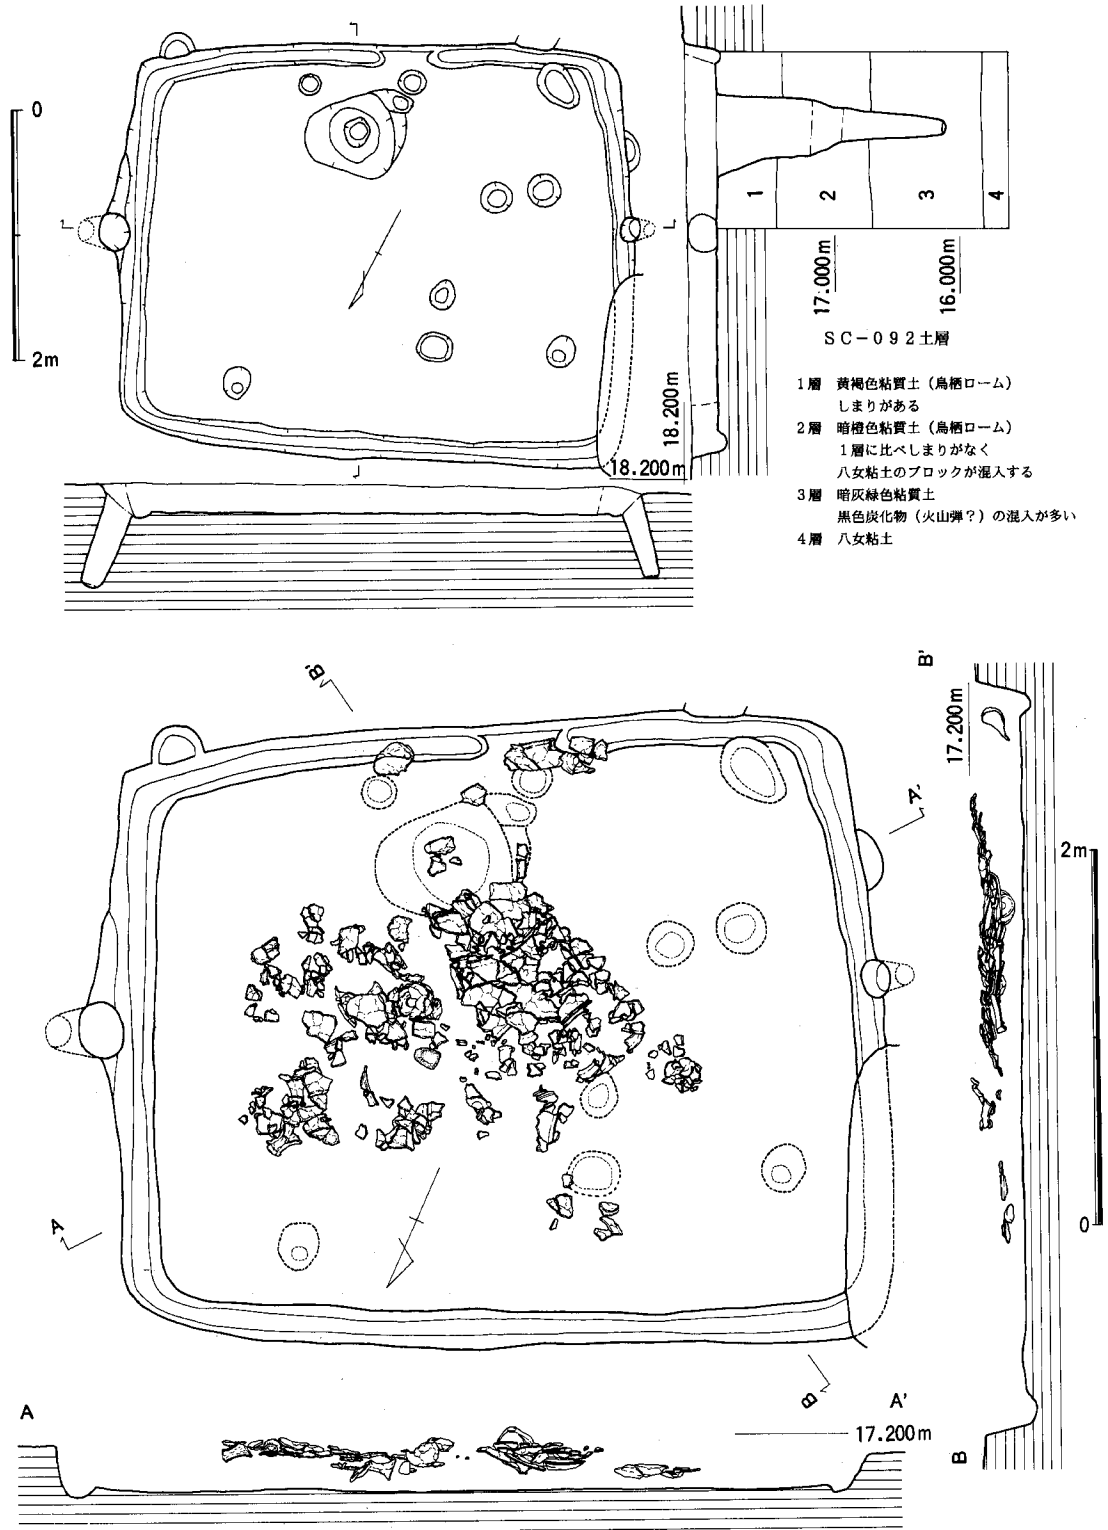 0
2m
1
2
3
4
17.000m
16.000m
SC-092土層
1層 黄褐色粘質土（鳥栖ローム）
しまりがある
2層 暗橙色粘質土（鳥栖ローム）
1層に比べしまりがなく
八女粘土のブロックが混入する
3層 暗灰緑色粘質土
黒色炭化物（火山弾？）の混入が多い
4層 八女粘土
18.200m
18.200m
B'
B'
17.200m
A'
2m
A
0
B
A
A'
17.200m
B